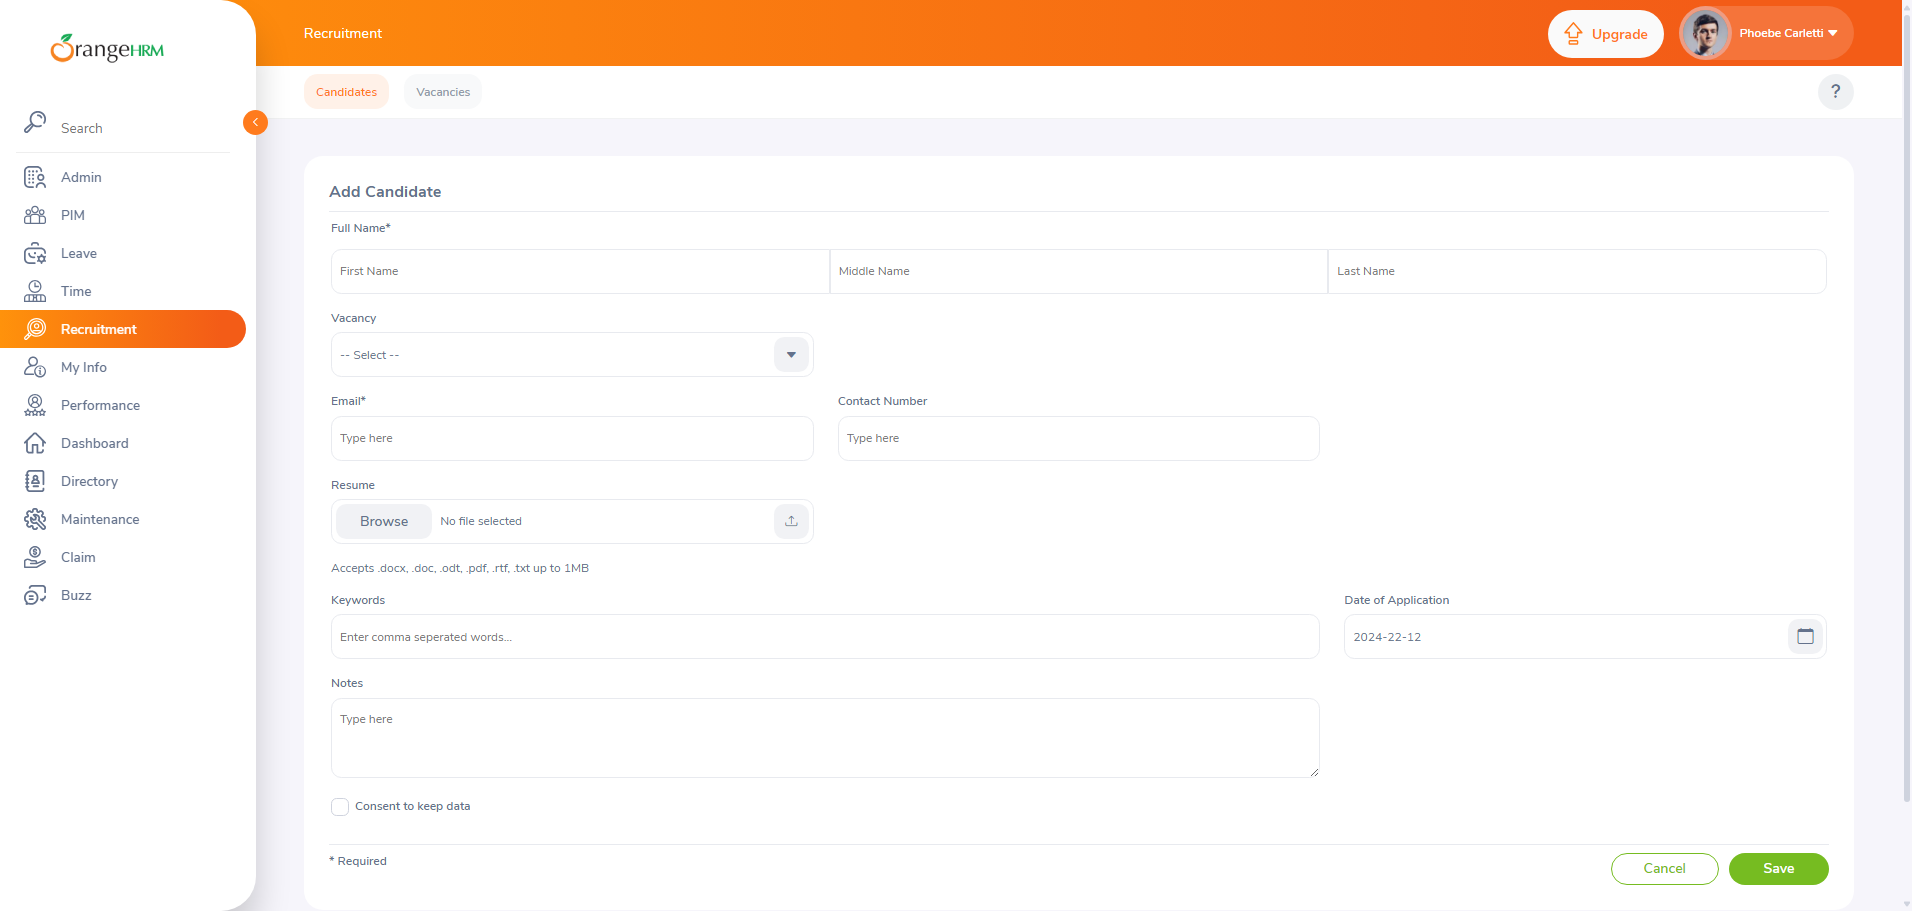 OrangeHRM
Search
Admin
PIM
Leave
Time
Recruitment
My Info
Performance
Dashboard
Directory
Maintenance
Claim
Buzz
Recruitment
Upgrade
Phoebe Carletti
Candidates
Vacancies
?
Add Candidate
Full Name*
First Name
Middle Name
Last Name
Vacancy
-- Select --
Email*
Contact Number
Type here
Type here
Resume
Browse
No file selected
Accepts .docx, .doc, .odt, .pdf, .rtf, .txt up to 1MB
Keywords
Date of Application
Enter comma seperated words...
2024-22-12
Notes
Type here
Consent to keep data
* Required
Cancel
Save